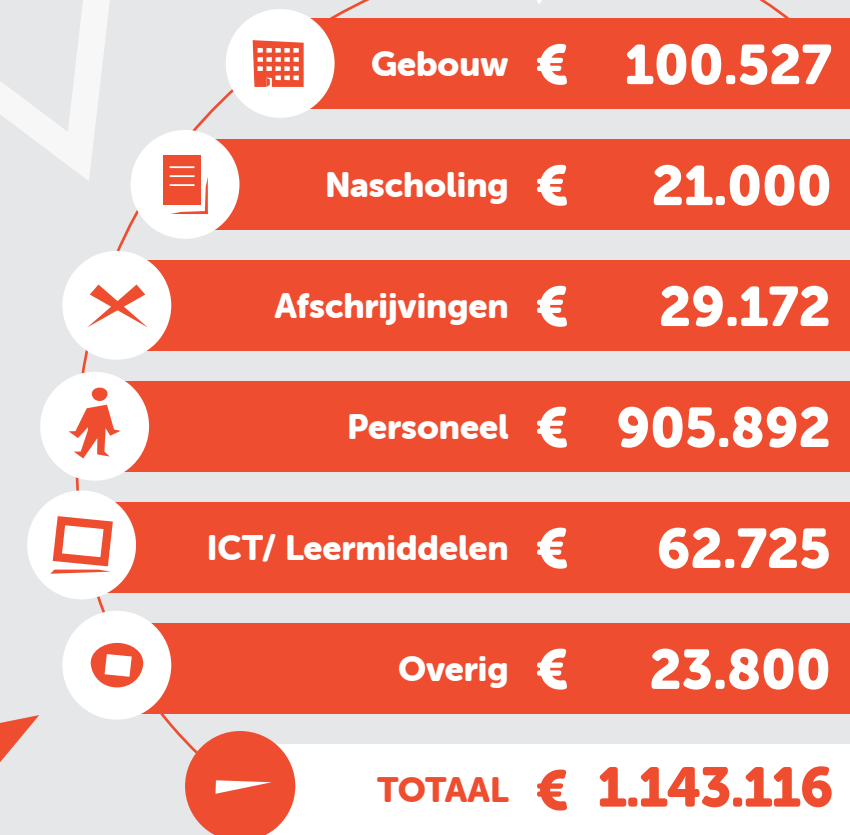 Gebouw € 100.527
Nascholing € 21.000
Afschrijvingen € 29.172
Personeel € 905.892
ICT/ Leermiddelen € 62.725
Overig € 23.800
TOTAAL € 1.143.116